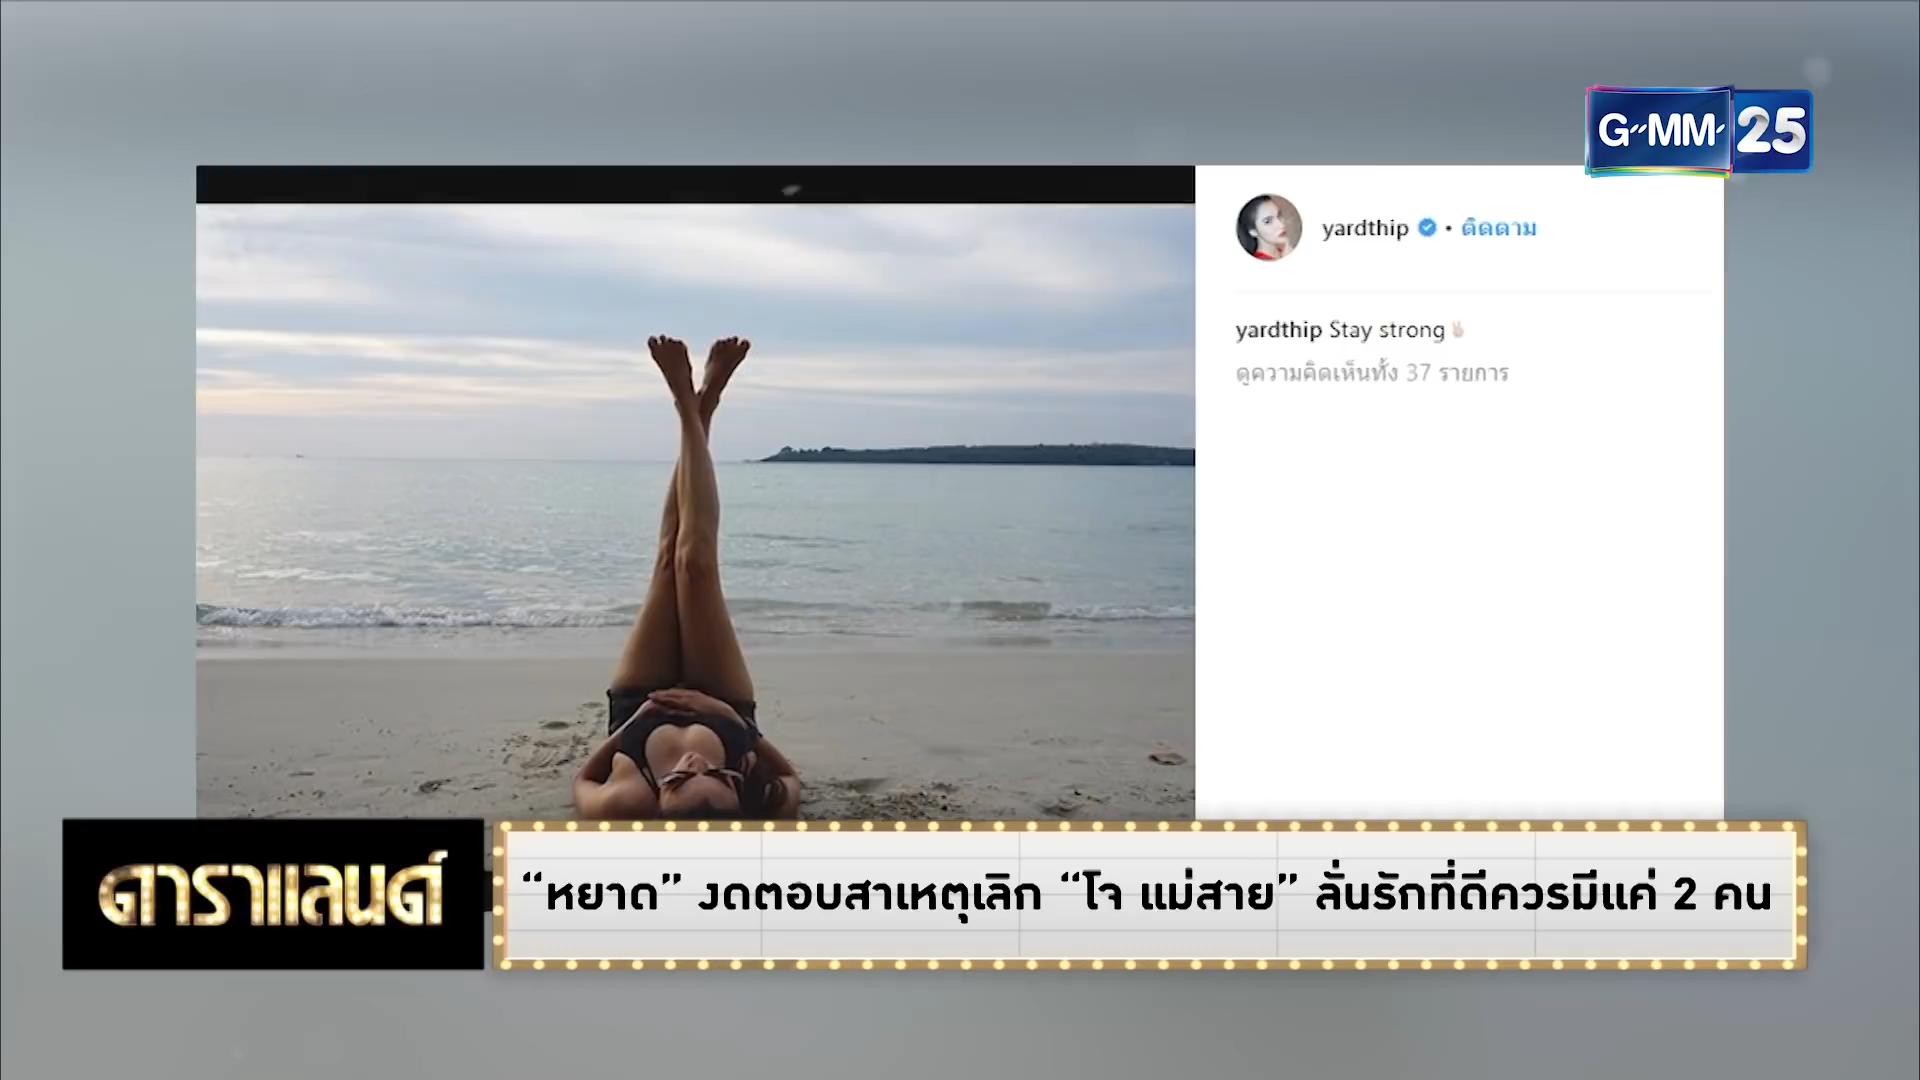 GMM 25
yardthip • ติดตาม
yardthip Stay strong✌🏻
ดูความคิดเห็นทั้ง 37 รายการ
ดาราแลนด์
“หยาด” งดตอบสาเหตุเลิก “โจ แม่สาย” ลั่นรักที่ดีควรมีแค่ 2 คน